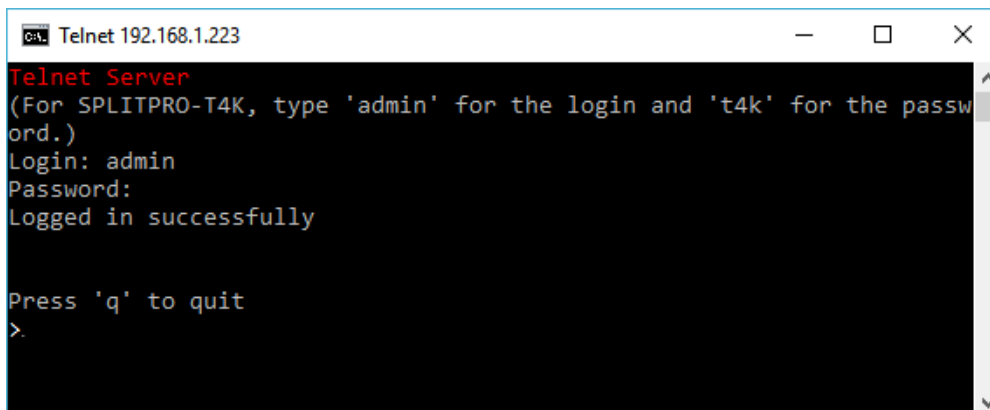 Telnet 192.168.1.223
Telnet Server
(For SPLITPRO-T4K, type 'admin' for the login and 't4k' for the passw
ord.)
Login: admin
Password:
Logged in successfully
Press 'q' to quit
>